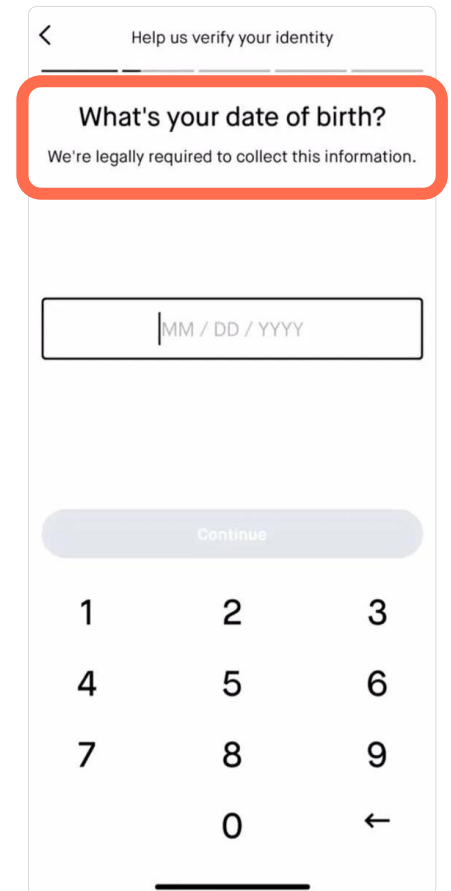 Help us verify your identity
What's your date of birth?
We're legally required to collect this information.
MM / DD / YYYY
Continue
1 2 3
4 5 6
7 8 9
0 ←